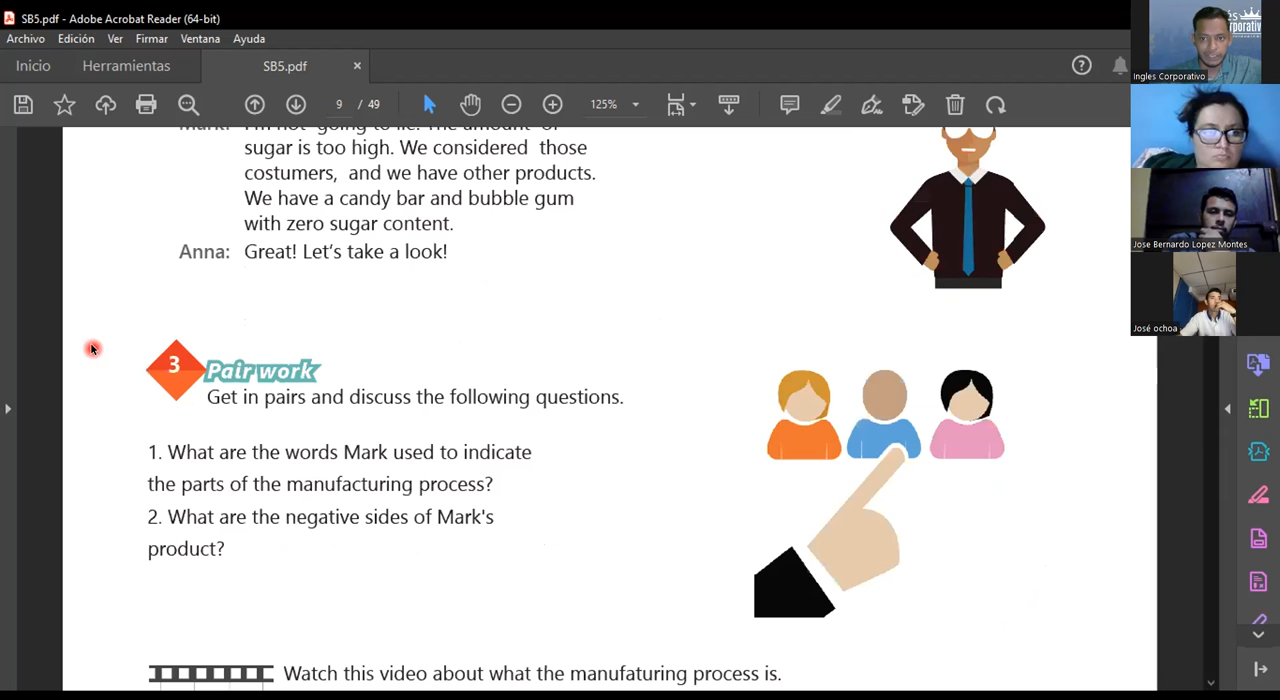 SB5.pdf - Adobe Acrobat Reader (64-bit)
Archivo Edición Ver Firmar Ventana Ayuda
Inicio Herramientas SB5.pdf ×
9 / 49 125%
sugar is too high. We considered those
costumers, and we have other products.
We have a candy bar and bubble gum
with zero sugar content.
Anna: Great! Let's take a look!
3 Pair work
Get in pairs and discuss the following questions.
1. What are the words Mark used to indicate
the parts of the manufacturing process?
2. What are the negative sides of Mark's
product?
Watch this video about what the manufaturing process is.
Ingles Corporativo
Jose Bernardo Lopez Montes
José ochoa